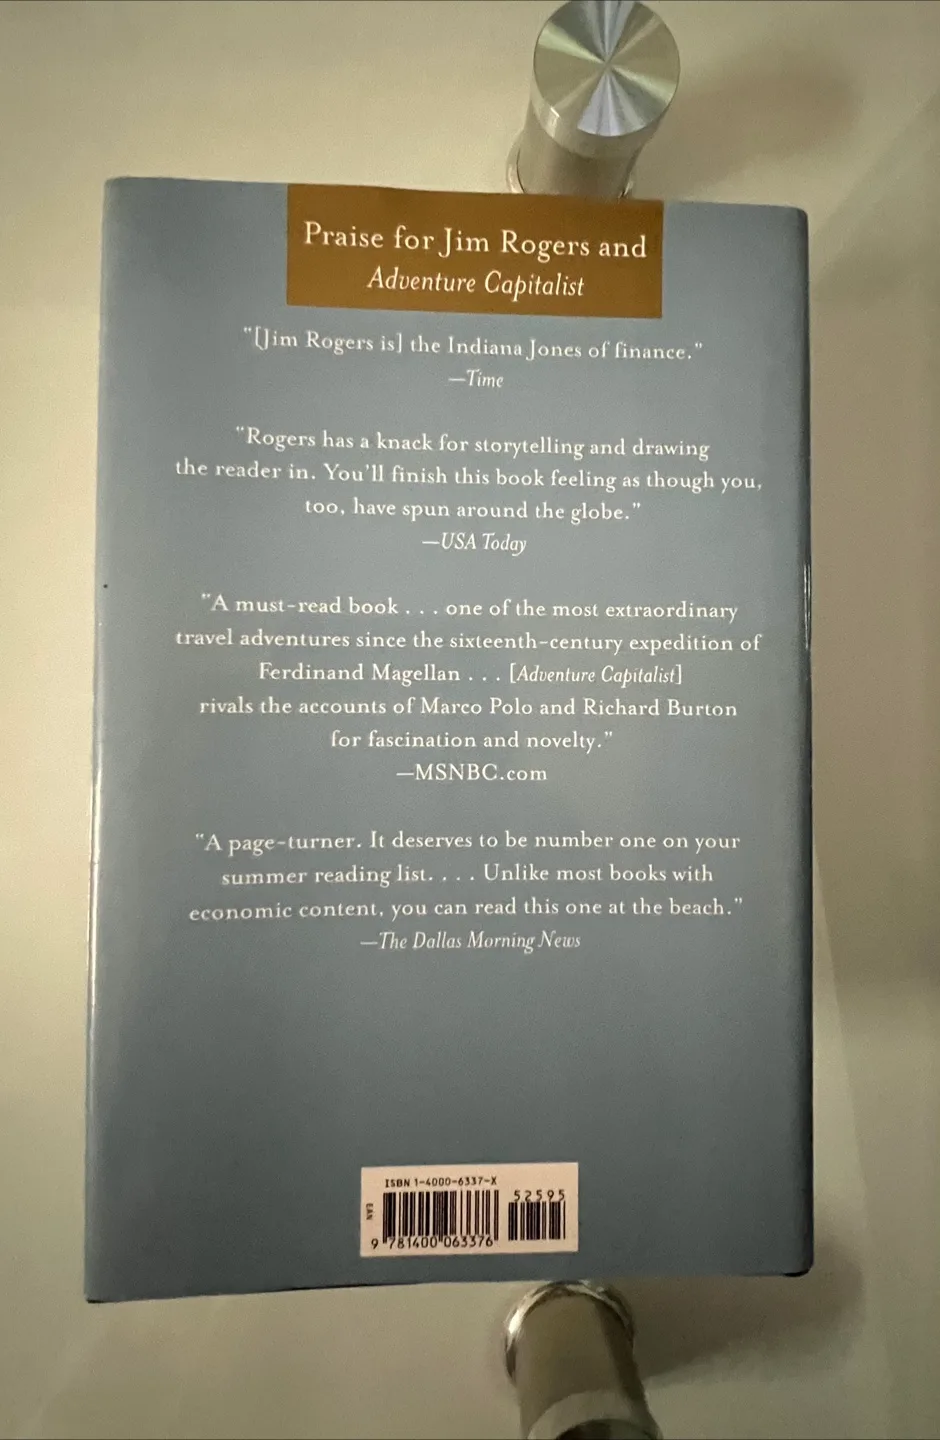 Praise for Jim Rogers and
Adventure Capitalist
"[Jim Rogers is] the Indiana Jones of finance."
—Time
"Rogers has a knack for storytelling and drawing
the reader in. You'll finish this book feeling as though you,
too, have spun around the globe."
—USA Today
"A must-read book . . . one of the most extraordinary
travel adventures since the sixteenth-century expedition of
Ferdinand Magellan . . . [Adventure Capitalist]
rivals the accounts of Marco Polo and Richard Burton
for fascination and novelty."
—MSNBC.com
"A page-turner. It deserves to be number one on your
summer reading list. . . . Unlike most books with
economic content, you can read this one at the beach."
—The Dallas Morning News
ISBN 1-4000-6337-X
52595
EAN
9 781400 063376